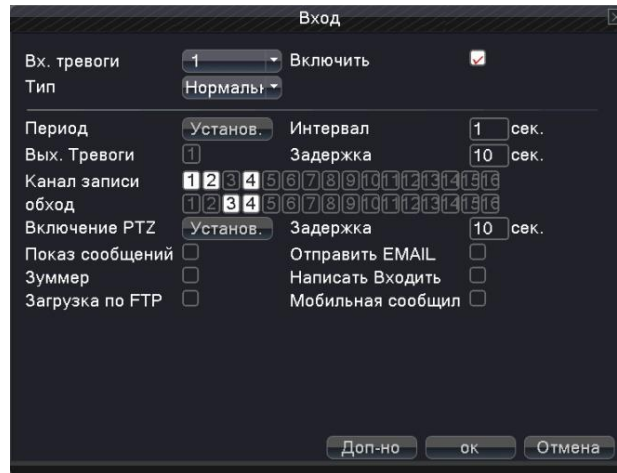 Вход
Вх. тревоги 1 Включить
Тип Нормальн
Период Установ. Интервал 1 сек.
Вых. Тревоги 1 Задержка 10 сек.
Канал записи 1 2 3 4 5 6 7 8 9 10 11 12 13 14 15 16
обход 1 2 3 4 5 6 7 8 9 10 11 12 13 14 15 16
Включение PTZ Установ. Задержка 10 сек.
Показ сообщений Отправить EMAIL
Зуммер Написать Входить
Загрузка по FTP Мобильная сообщил
Доп-но ок Отмена